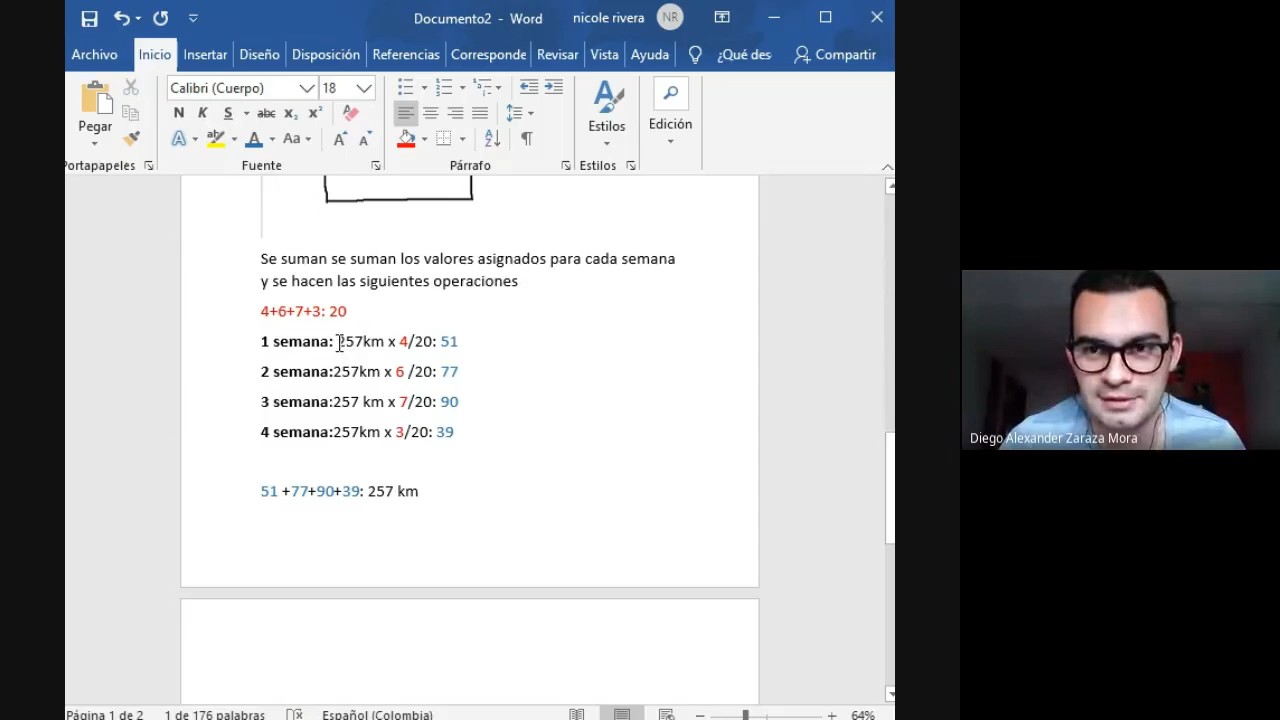 Documento2 - Word
nicole rivera
NR
Archivo Inicio Insertar Diseño Disposición Referencias Corresponde Revisar Vista Ayuda ¿Qué des Compartir
Pegar
Calibri (Cuerpo) 18
N K S abc x₂ x²
A A Aa A A
Estilos
Edición
Portapapeles Fuente Párrafo Estilos
Se suman se suman los valores asignados para cada semana
y se hacen las siguientes operaciones
4+6+7+3: 20
1 semana: 257km x 4/20: 51
2 semana:257km x 6 /20: 77
3 semana:257 km x 7/20: 90
4 semana:257km x 3/20: 39
51 +77+90+39: 257 km
Página 1 de 2 1 de 176 palabras Español (Colombia) 64%
Diego Alexander Zaraza Mora